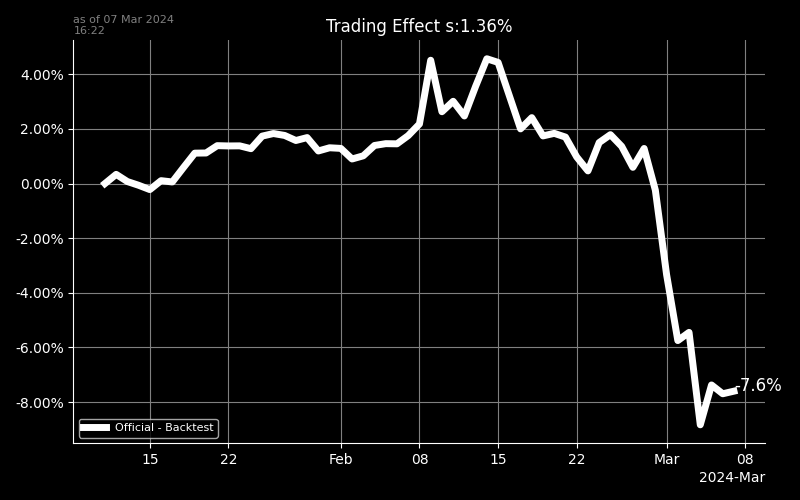 as of 07 Mar 2024
16:22
Trading Effect s:1.36%
4.00%
2.00%
0.00%
-2.00%
-4.00%
-6.00%
-8.00%
-7.6%
Official - Backtest
15 22 Feb 08 15 22 Mar 08
2024-Mar